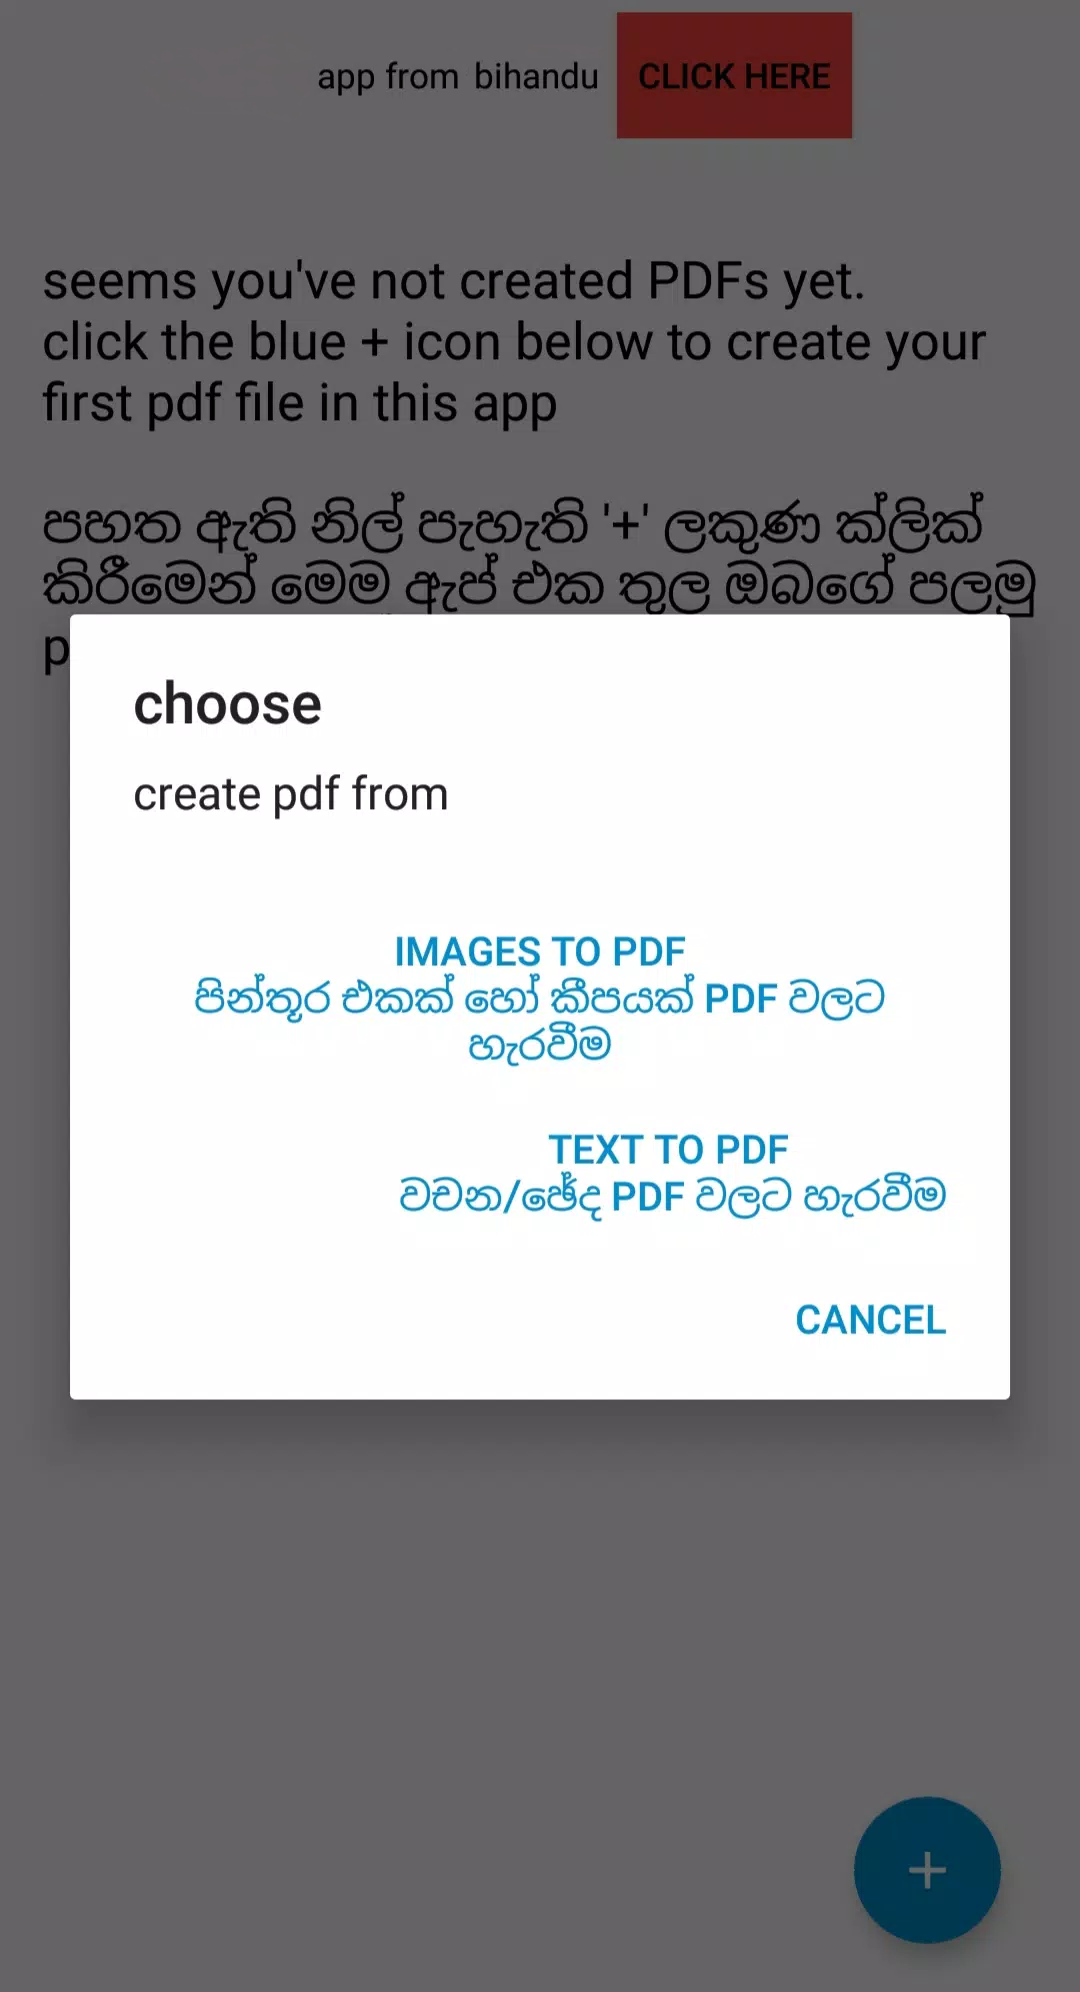 app from bihandu CLICK HERE
seems you've not created PDFs yet.
click the blue + icon below to create your
first pdf file in this app
පහත ඇති නිල් පැහැති '+' ලකුණ ක්ලික්
කිරීමෙන් මෙම ඇප් එක තුල ඔබගේ පලමු
p
choose
create pdf from
IMAGES TO PDF
පින්තූර එකක් හෝ කීපයක් PDF වලට
හැරවීම
TEXT TO PDF
වචන/ඡේද PDF වලට හැරවීම
CANCEL
+